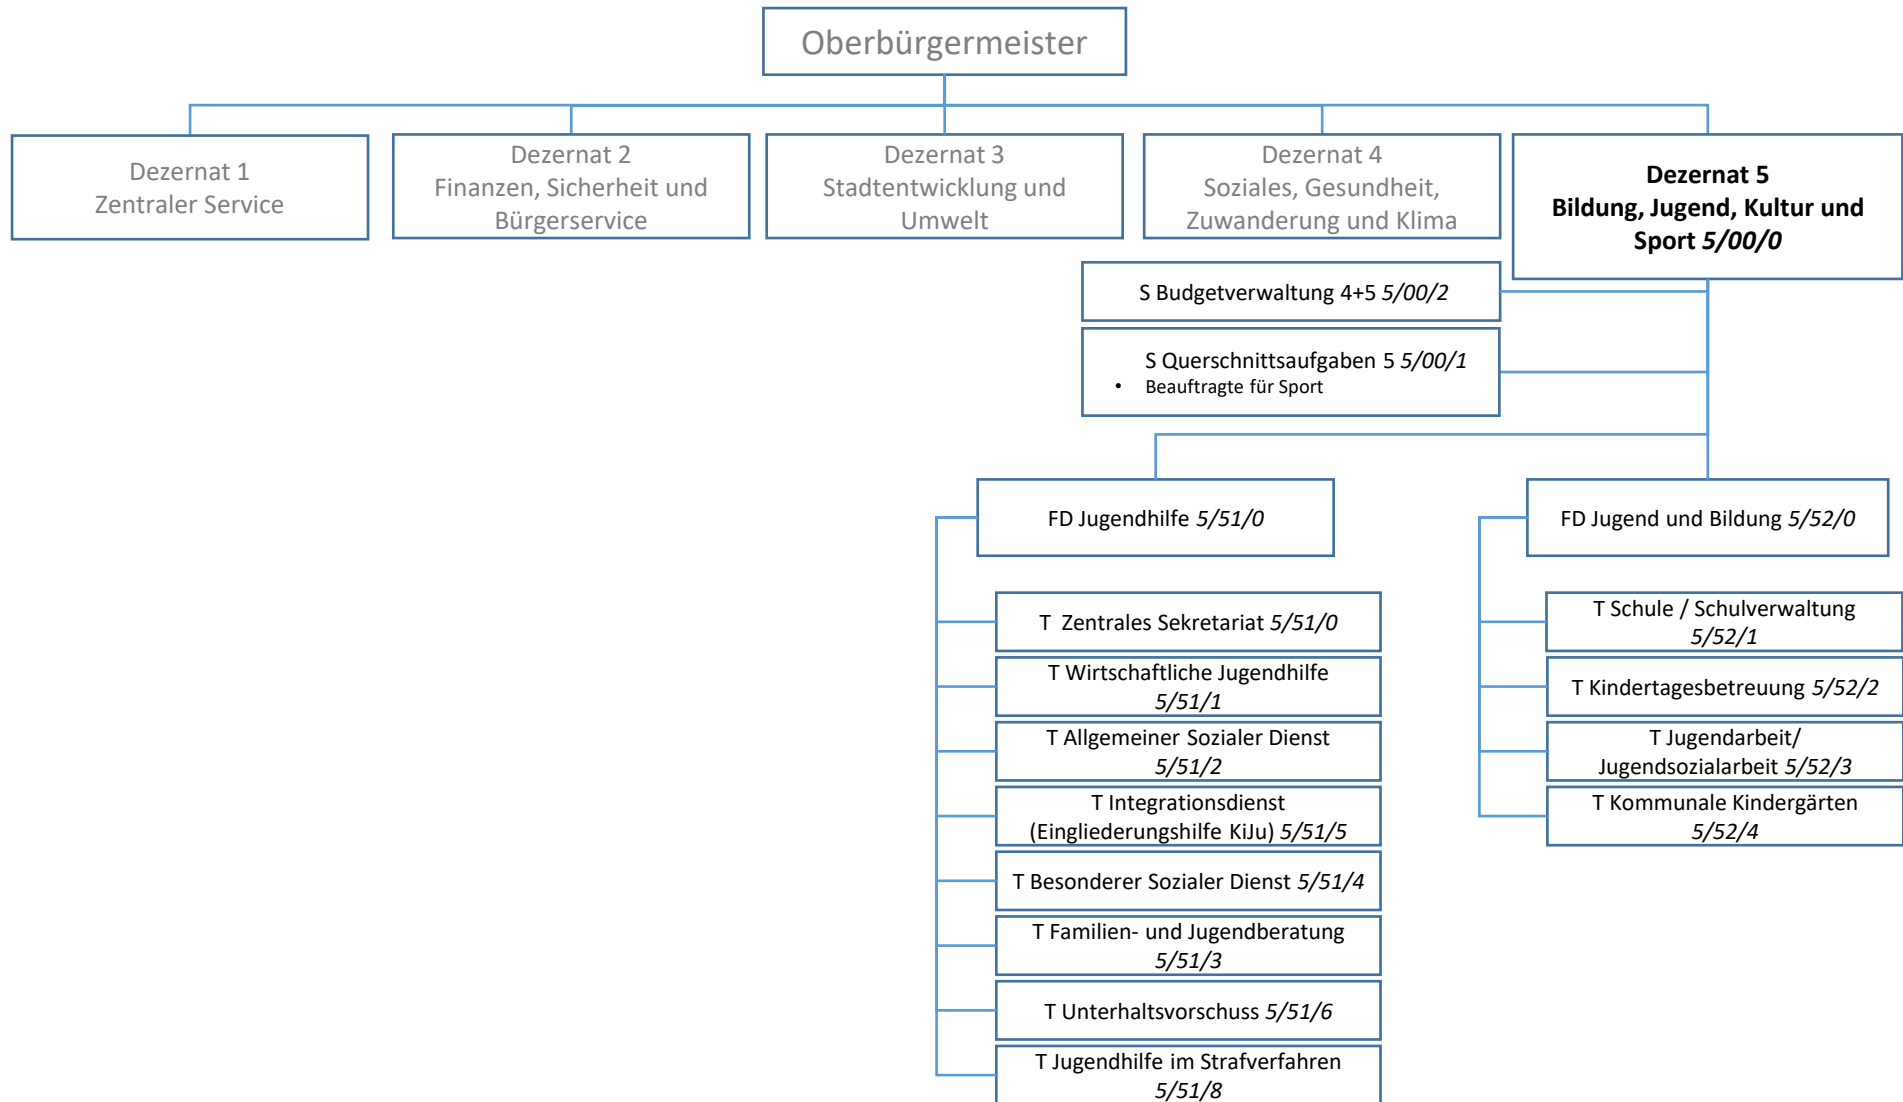 Oberbürgermeister
Dezernat 1
Zentraler Service
Dezernat 2
Finanzen, Sicherheit und
Bürgerservice
Dezernat 3
Stadtentwicklung und
Umwelt
Dezernat 4
Soziales, Gesundheit,
Zuwanderung und Klima
Dezernat 5
Bildung, Jugend, Kultur und
Sport 5/00/0
S Budgetverwaltung 4+5 5/00/2
S Querschnittsaufgaben 5 5/00/1
• Beauftragte für Sport
FD Jugendhilfe 5/51/0
T Zentrales Sekretariat 5/51/0
T Wirtschaftliche Jugendhilfe
5/51/1
T Allgemeiner Sozialer Dienst
5/51/2
T Integrationsdienst
(Eingliederungshilfe KiJu) 5/51/5
T Besonderer Sozialer Dienst 5/51/4
T Familien- und Jugendberatung
5/51/3
T Unterhaltsvorschuss 5/51/6
T Jugendhilfe im Strafverfahren
5/51/8
FD Jugend und Bildung 5/52/0
T Schule / Schulverwaltung
5/52/1
T Kindertagesbetreuung 5/52/2
T Jugendarbeit/
Jugendsozialarbeit 5/52/3
T Kommunale Kindergärten
5/52/4